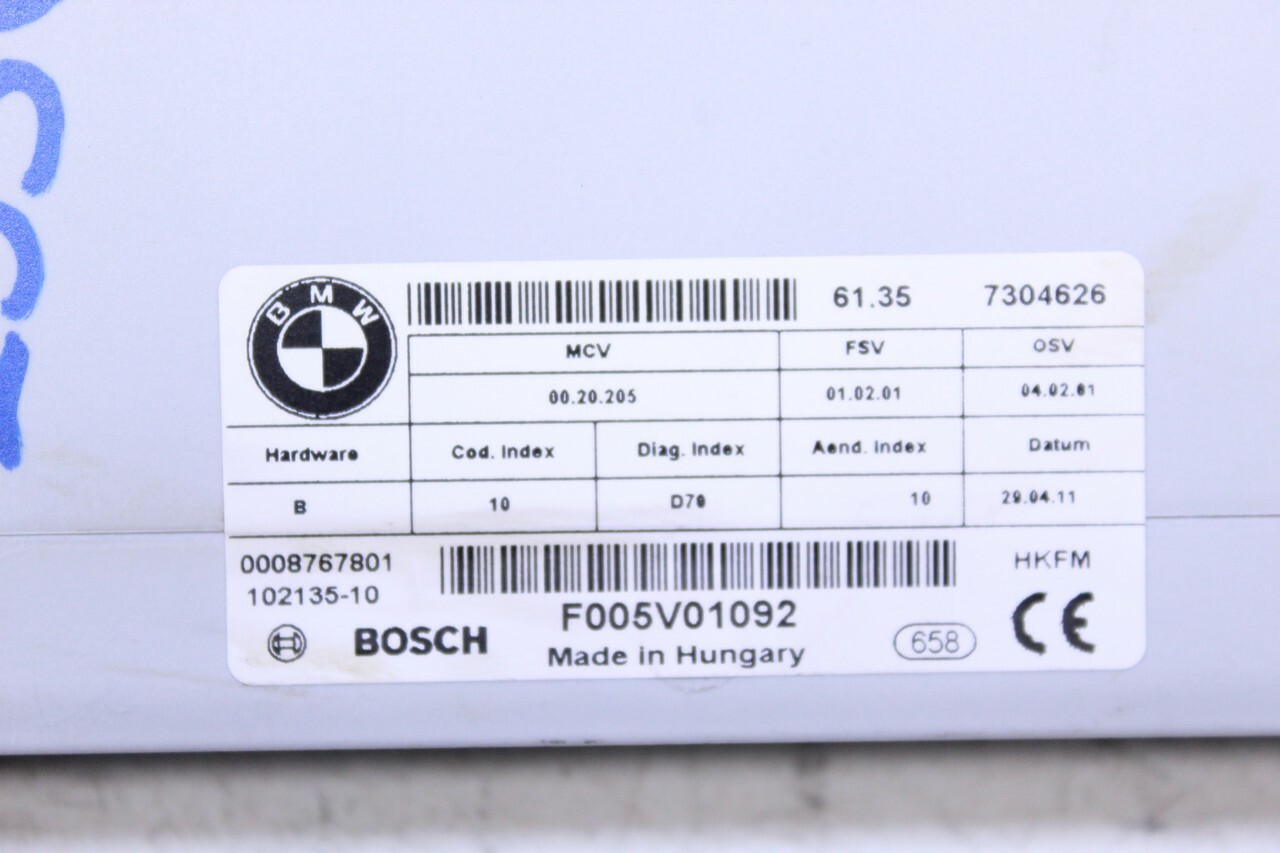 BMW 61.35 7304626
MCV FSV OSV
00.20.205 01.02.01 04.02.01
Hardware Cod. Index Diag. Index Aend. Index Datum
B 10 D70 10 29.04.11
0008767801 HKFM
102135-10 F005V01092
BOSCH Made in Hungary 658 CE